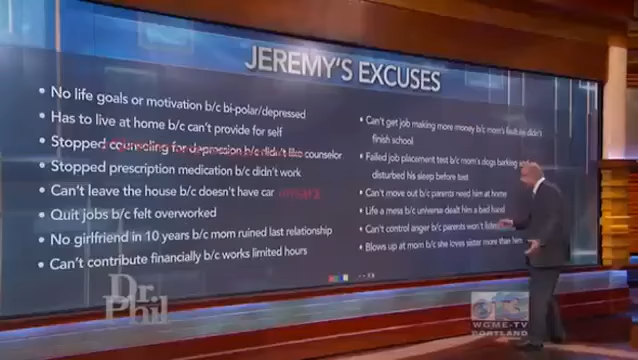 JEREMY'S EXCUSES
• No life goals or motivation b/c bi-polar/depressed
• Has to live at home b/c can't provide for self
• Stopped counseling for depression b/c didn't like counselor
• Stopped prescription medication b/c didn't work
• Can't leave the house b/c doesn't have car
• Quit jobs b/c felt overworked
• No girlfriend in 10 years b/c mom ruined last relationship
• Can't contribute financially b/c works limited hours
• Can't get job making more money b/c mom's fault he didn't
finish school
• Failed job placement test b/c mom's dogs barking
disturbed his sleep before test
• Can't move out b/c parents need him at home
• Life a mess b/c universe dealt him a bad hand
• Can't control anger b/c parents won't
• Blows up at mom b/c she loves sister more than him
Dr.
Phil
WGME-TV
PORTLAND